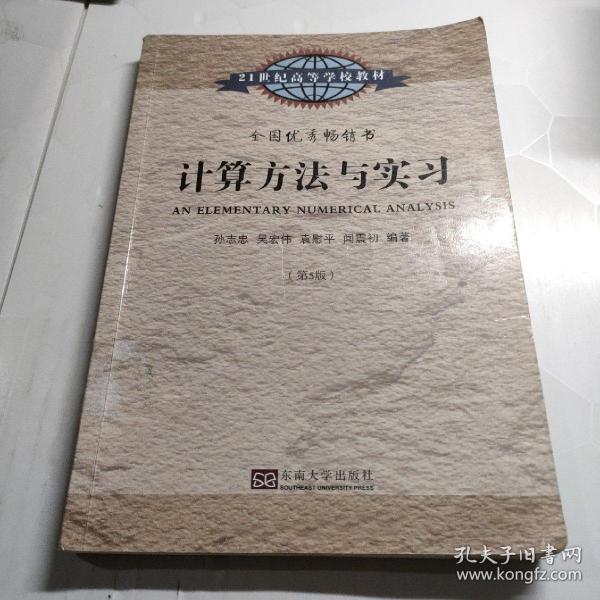 21世纪高等学校教材
全国优秀畅销书
计算方法与实习
AN ELEMENTARY NUMERICAL ANALYSIS
孙志忠 吴宏伟 袁慰平 闻震初 编著
（第5版）
东南大学出版社
SOUTHEAST UNIVERSITY PRESS
孔夫子旧书网
www.kongfz.com